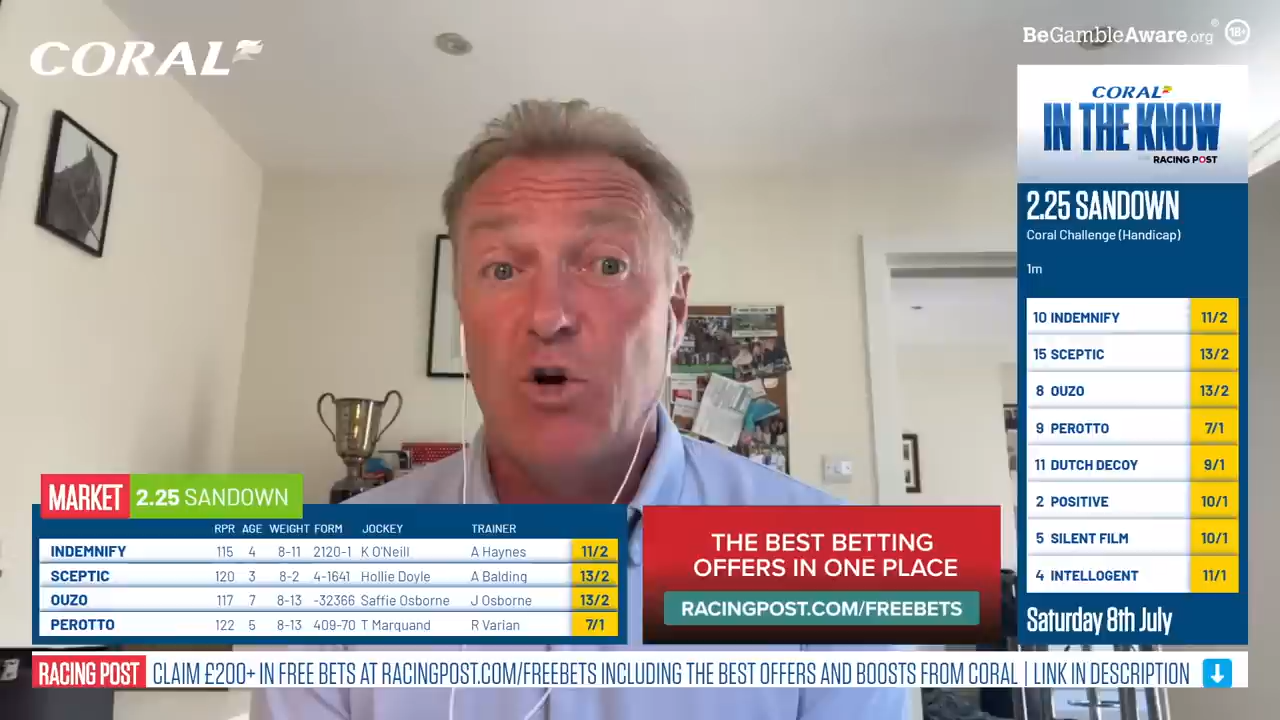 CORAL
BeGambleAware.org® 18+
CORAL
IN THE KNOW
RACING POST
2.25 SANDOWN
Coral Challenge (Handicap)
1m
10 INDEMNIFY 11/2
15 SCEPTIC 13/2
8 OUZO 13/2
9 PEROTTO 7/1
11 DUTCH DECOY 9/1
2 POSITIVE 10/1
5 SILENT FILM 10/1
4 INTELLOGENT 11/1
Saturday 8th July
MARKET 2.25 SANDOWN
RPR AGE WEIGHT FORM JOCKEY TRAINER
INDEMNIFY 115 4 8-11 2120-1 K O'Neill A Haynes 11/2
SCEPTIC 120 3 8-2 4-1641 Hollie Doyle A Balding 13/2
OUZO 117 7 8-13 -32366 Saffie Osborne J Osborne 13/2
PEROTTO 122 5 8-13 409-70 T Marquand R Varian 7/1
THE BEST BETTING
OFFERS IN ONE PLACE
RACINGPOST.COM/FREEBETS
RACING POST CLAIM £200+ IN FREE BETS AT RACINGPOST.COM/FREEBETS INCLUDING THE BEST OFFERS AND BOOSTS FROM CORAL | LINK IN DESCRIPTION